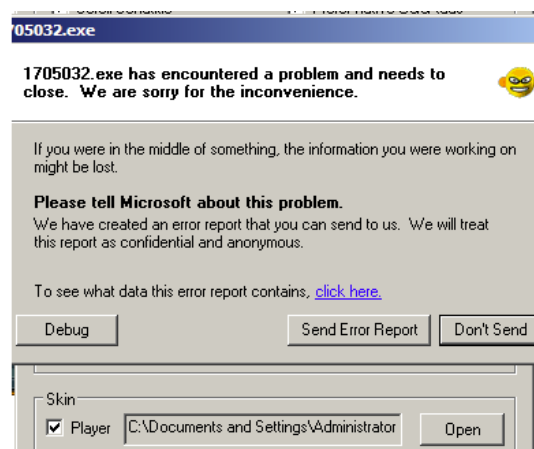 705032.exe
1705032.exe has encountered a problem and needs to
close. We are sorry for the inconvenience.
If you were in the middle of something, the information you were working on
might be lost.
Please tell Microsoft about this problem.
We have created an error report that you can send to us. We will treat
this report as confidential and anonymous.
To see what data this error report contains, click here.
Debug
Send Error Report
Don't Send
Skin
Player
C:\Documents and Settings\Administrator
Open